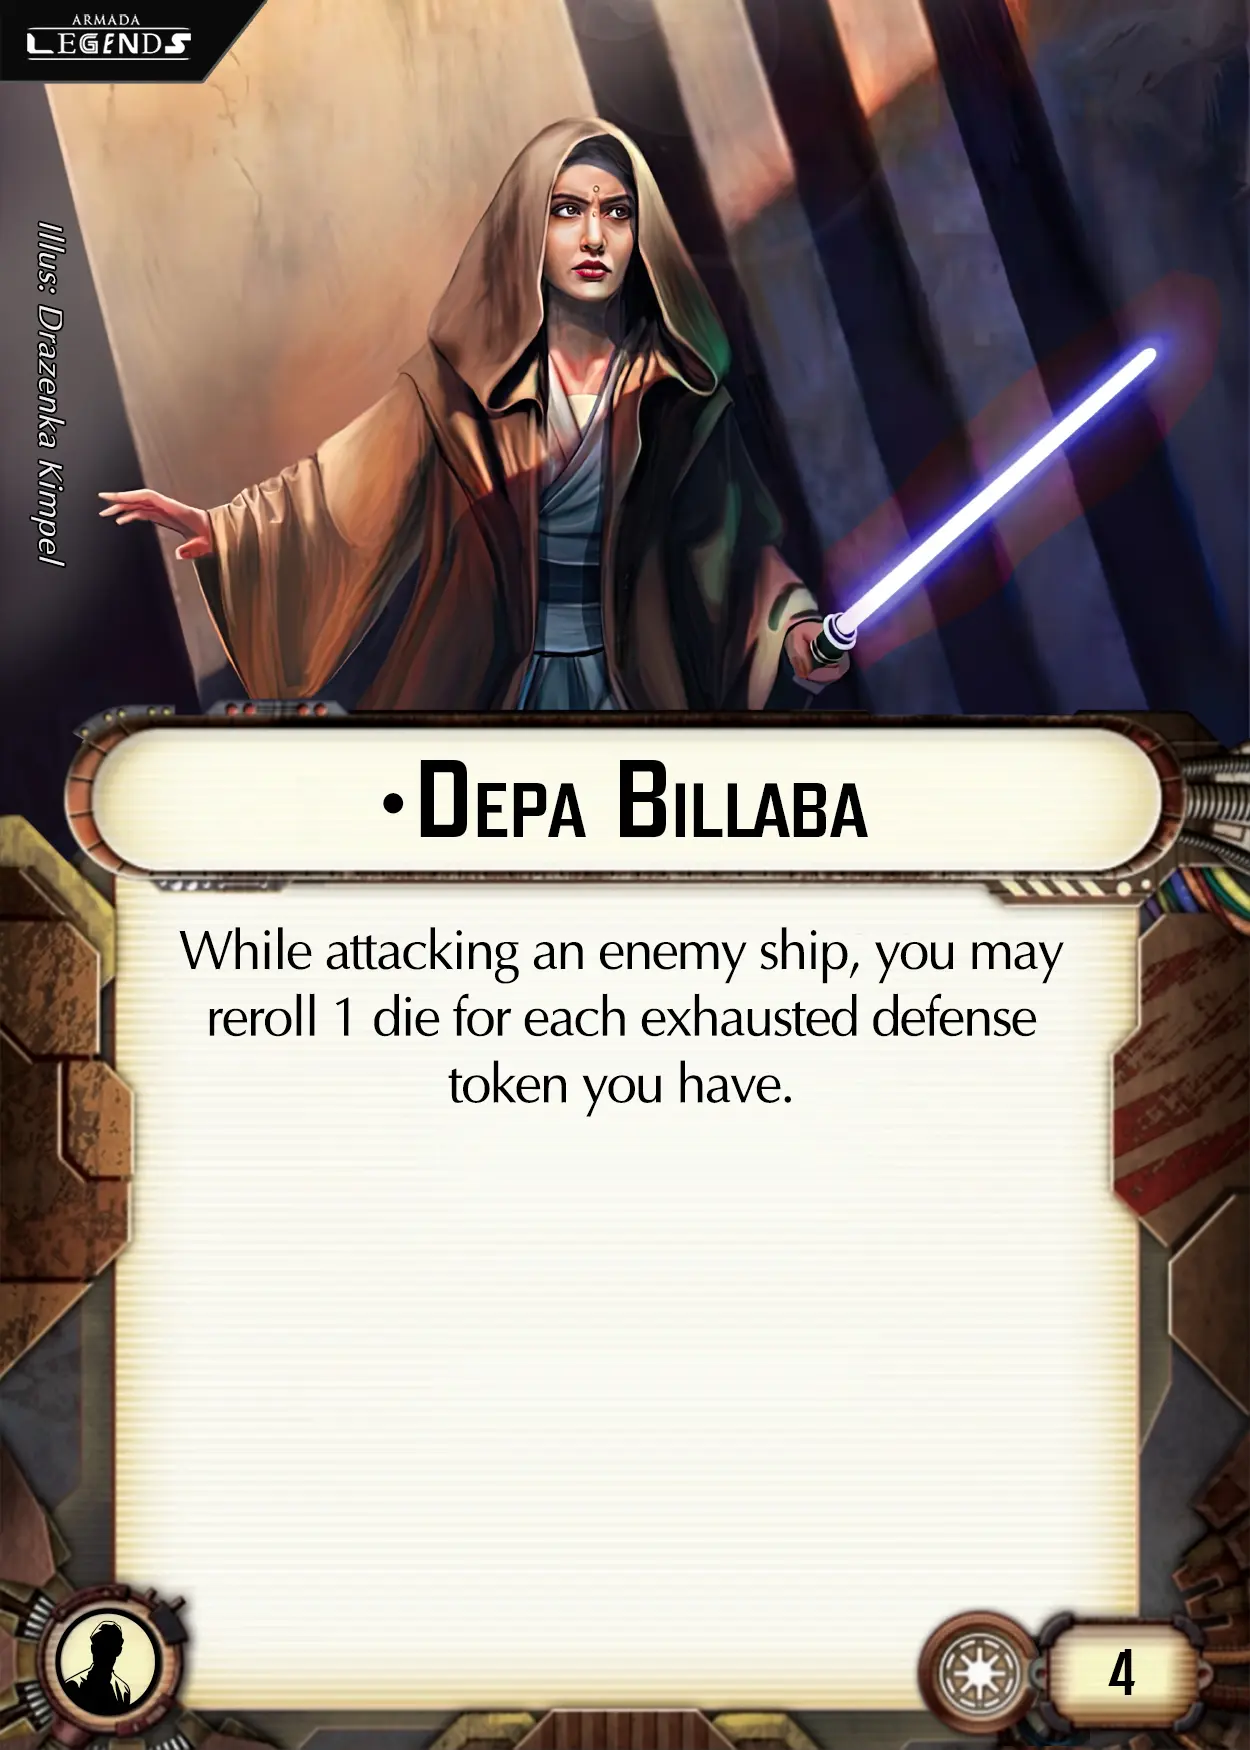 ARMADA
LEGENDS
Illus: Drazenka Kimpel
•DEPA BILLABA
While attacking an enemy ship, you may
reroll 1 die for each exhausted defense
token you have.
4